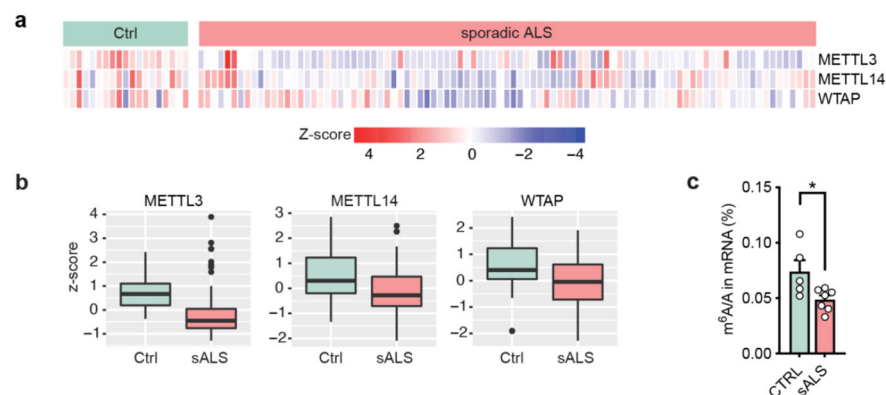 a
Ctrl
sporadic ALS
METTL3
METTL14
WTAP
Z-score
4 2 0 −2 −4
b
METTL3
METTL14
WTAP
z-score
4
3
2
1
0
−1
3
2
1
0
−1
−2
2
1
0
−1
−2
Ctrl sALS
Ctrl sALS
Ctrl sALS
c
m⁶A/A in mRNA (%)
0.15
0.10
0.05
0.00
*
CTRL
sALS